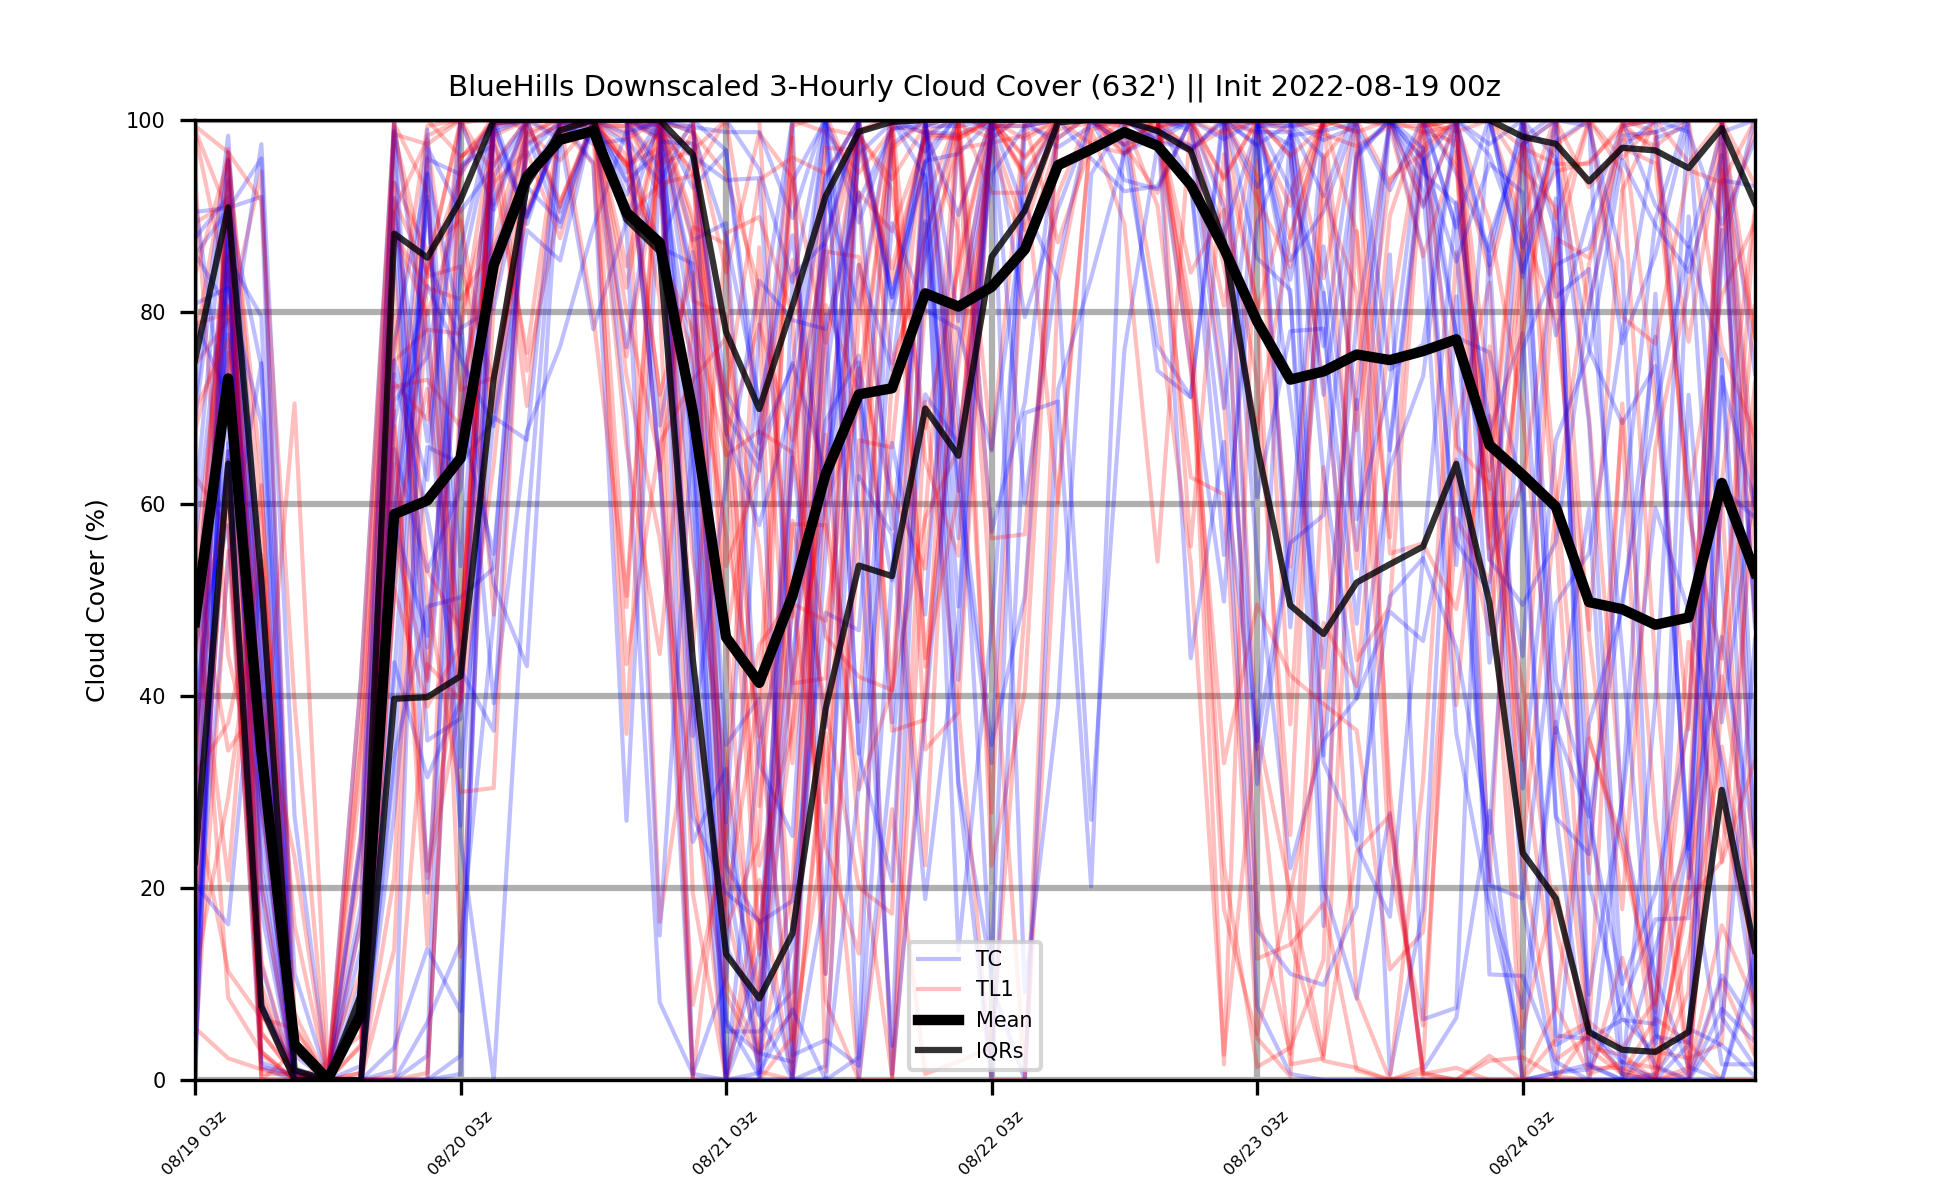 BlueHills Downscaled 3-Hourly Cloud Cover (632') || Init 2022-08-19 00z
Cloud Cover (%)
100
80
60
40
20
0
TC
TL1
Mean
IQRs
08/19 03z
08/20 03z
08/21 03z
08/22 03z
08/23 03z
08/24 03z